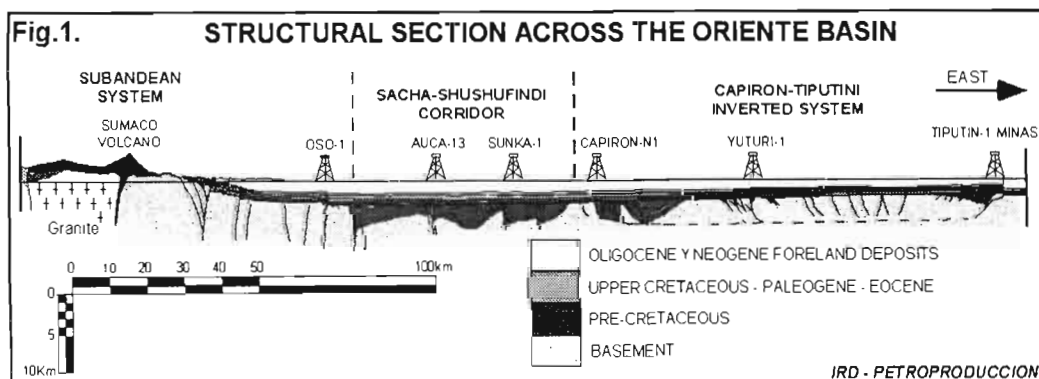 Fig.1. STRUCTURAL SECTION ACROSS THE ORIENTE BASIN
SUBANDEAN
SYSTEM
SACHA-SHUSHUFINDI
CORRIDOR
CAPIRON-TIPUTINI
INVERTED SYSTEM
EAST
SUMACO
VOLCANO
OSO-1
AUCA-13
SUNKA-1
CAPIRON-N1
YUTURI-1
TIPUTIN-1 MINAS
Granite
0 10 20 30 40 50 100km
0
5
10Km
OLIGOCENE Y NEOGENE FORELAND DEPOSITS
UPPER CRETACEOUS - PALEOGENE - EOCENE
PRE-CRETACEOUS
BASEMENT
IRD - PETROPRODUCCION